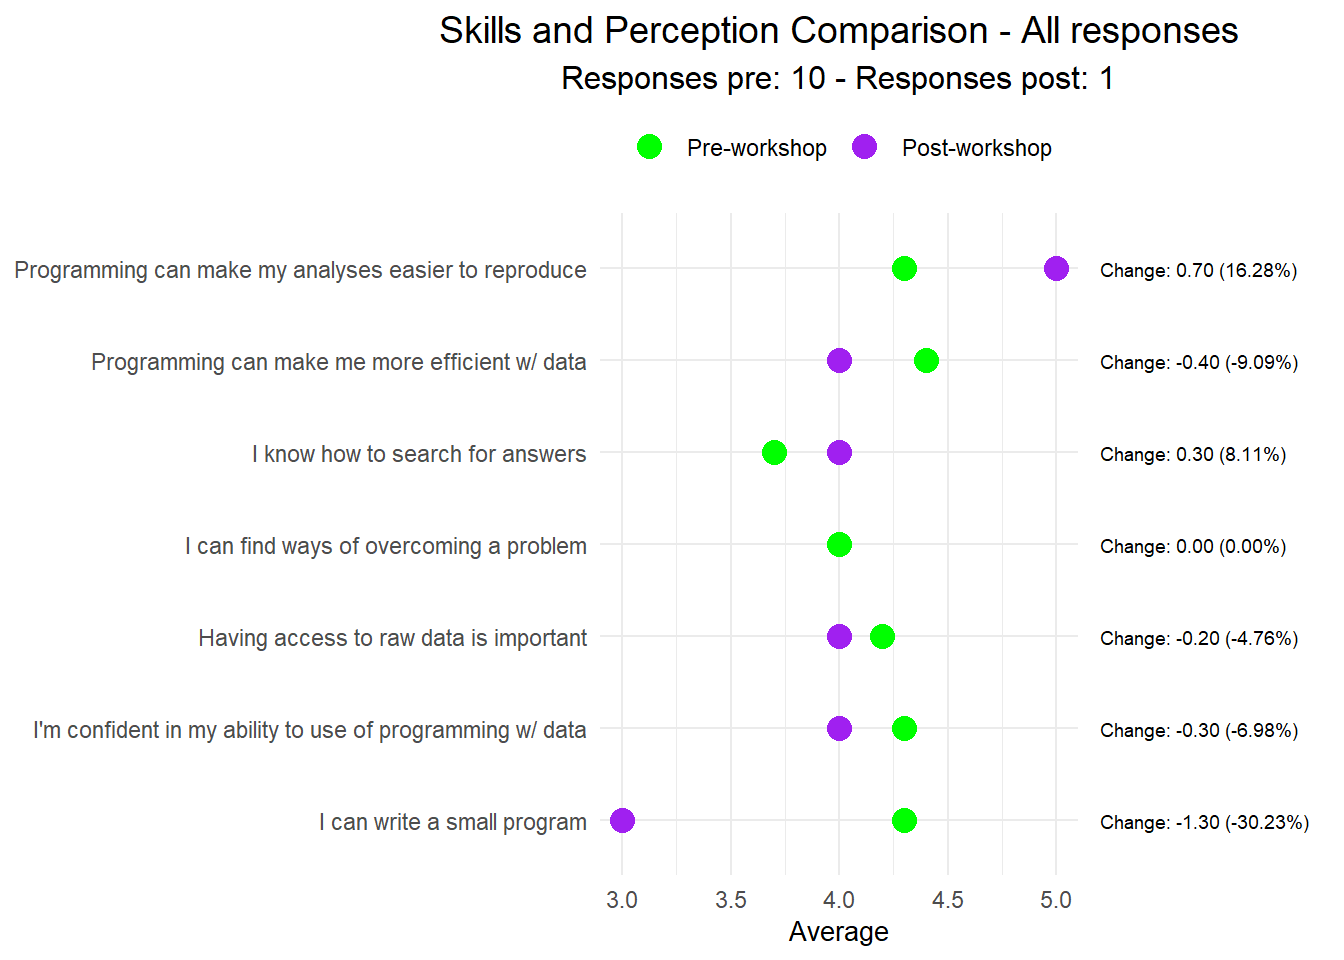 Skills and Perception Comparison - All responses
Responses pre: 10 - Responses post: 1
Pre-workshop
Post-workshop
Programming can make my analyses easier to reproduce
Change: 0.70 (16.28%)
Programming can make me more efficient w/ data
Change: -0.40 (-9.09%)
I know how to search for answers
Change: 0.30 (8.11%)
I can find ways of overcoming a problem
Change: 0.00 (0.00%)
Having access to raw data is important
Change: -0.20 (-4.76%)
I'm confident in my ability to use of programming w/ data
Change: -0.30 (-6.98%)
I can write a small program
Change: -1.30 (-30.23%)
3.0 3.5 4.0 4.5 5.0
Average